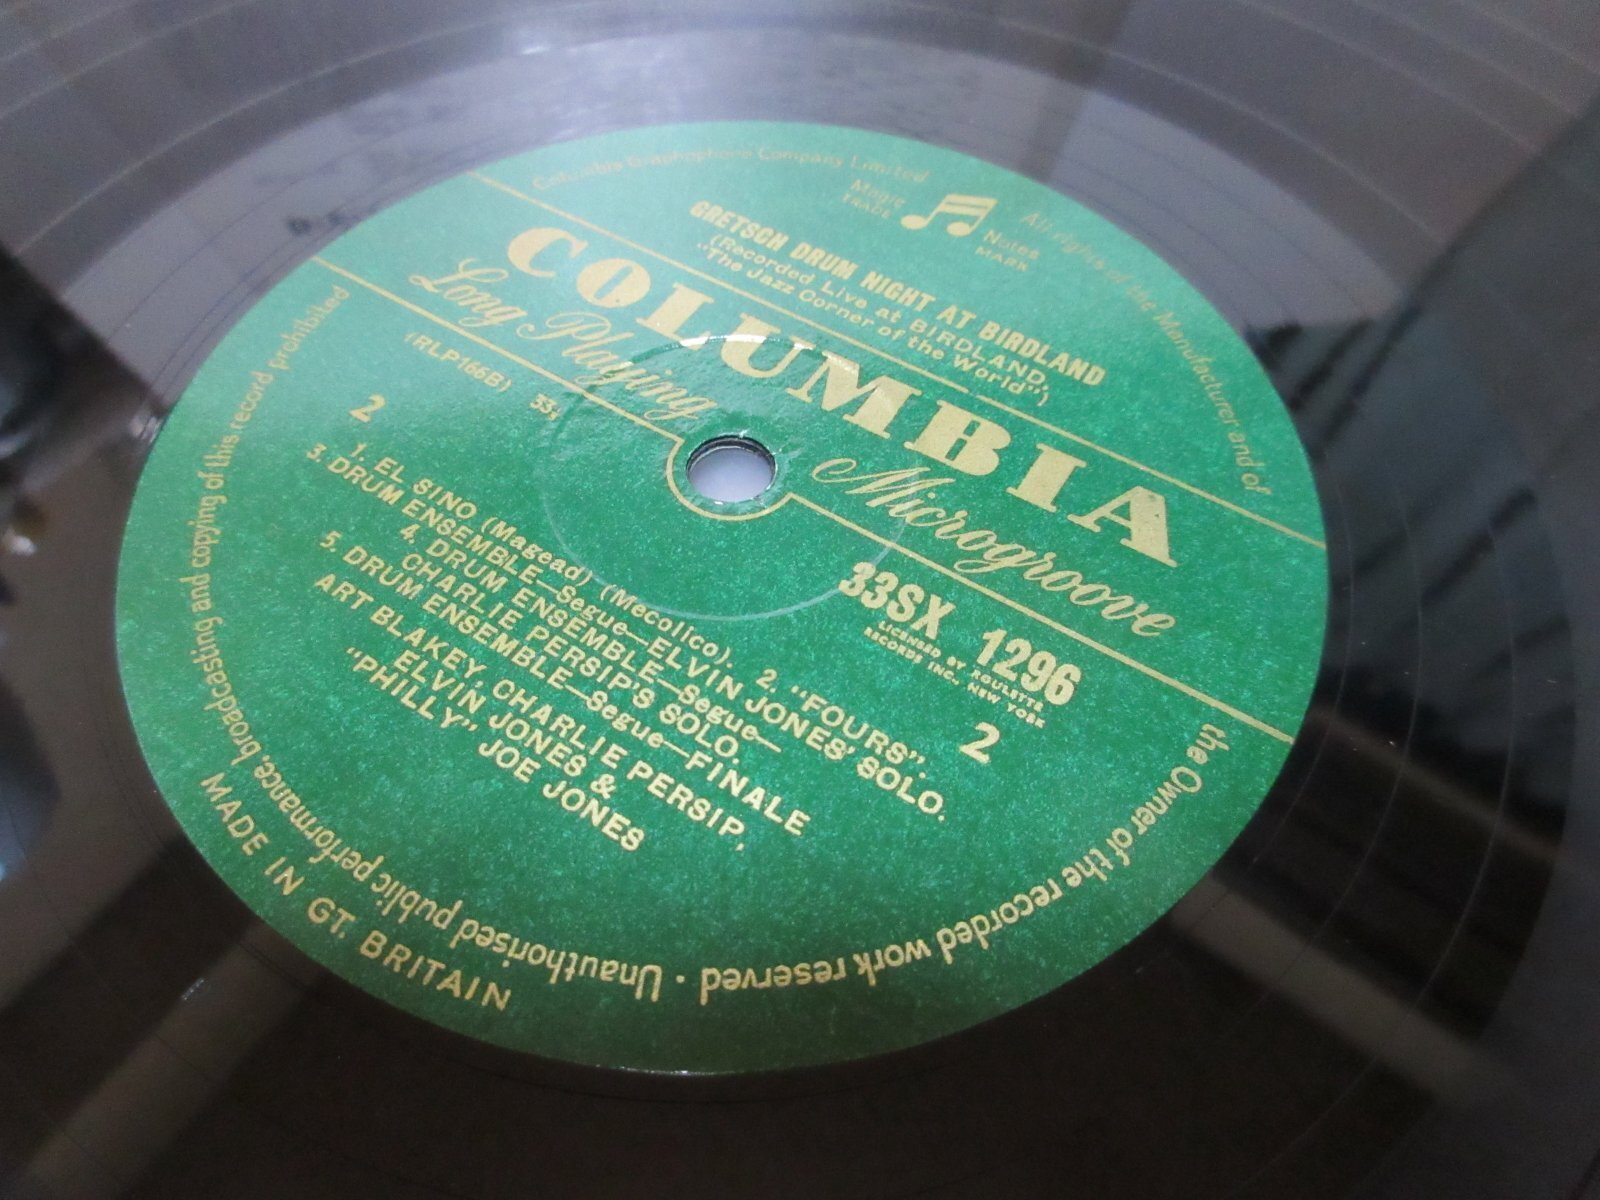 Columbia Graphophone Company Limited
All rights of the Manufacturer and of
the Owner of the recorded work reserved · Unauthorised public performance, broadcasting and copying of this record prohibited
Magic Notes
TRADE MARK
GRETSCH DRUM NIGHT AT BIRDLAND
(Recorded Live at BIRDLAND,
"The Jazz Corner of the World")
COLUMBIA
Long Playing Microgroove
(RLP166B) 33⅓
33SX 1296
LICENSED BY ROULETTE
RECORDS INC., NEW YORK
2 2
1. EL SINO (Magead) (Mecolico). 2. "FOURS".
3. DRUM ENSEMBLE—Segue—ELVIN JONES' SOLO.
4. DRUM ENSEMBLE—Segue—
CHARLIE PERSIP'S SOLO.
5. DRUM ENSEMBLE—Segue—FINALE
ART BLAKEY, CHARLIE PERSIP,
ELVIN JONES &
"PHILLY" JOE JONES
MADE IN GT. BRITAIN